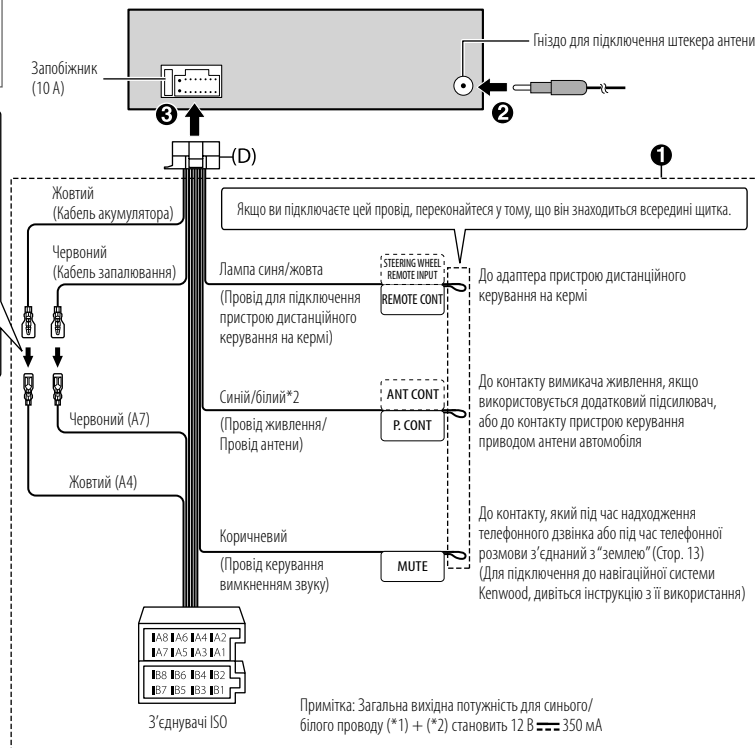 Гніздо для підключення штекера антени
Запобіжник
(10 А)
❸
❷
(D)
❶
Жовтий
(Кабель акумулятора)
Якщо ви підключаєте цей провід, переконайтеся у тому, що він знаходиться всередині щитка.
Червоний
(Кабель запалювання)
Лампа синя/жовта
(Провід для підключення
пристрою дистанційного
керування на кермі)
STEERING WHEEL
REMOTE INPUT
REMOTE CONT
До адаптера пристрою дистанційного
керування на кермі
Синій/білий*2
(Провід живлення/
Провід антени)
ANT CONT
P. CONT
До контакту вимикача живлення, якщо
використовується додатковий підсилювач,
або до контакту пристрою керування
приводом антени автомобіля
Червоний (A7)
Жовтий (A4)
Коричневий
(Провід керування
вимкненням звуку)
MUTE
До контакту, який під час надходження
телефонного дзвінка або під час телефонної
розмови з’єднаний з “землею” (Стор. 13)
(Для підключення до навігаційної системи
Kenwood, дивіться інструкцію з її використання)
A8 A6 A4 A2
A7 A5 A3 A1
B8 B6 B4 B2
B7 B5 B3 B1
З’єднувачі ISO
Примітка: Загальна вихідна потужність для синього/
білого проводу (*1) + (*2) становить 12 В ⎓ 350 мА